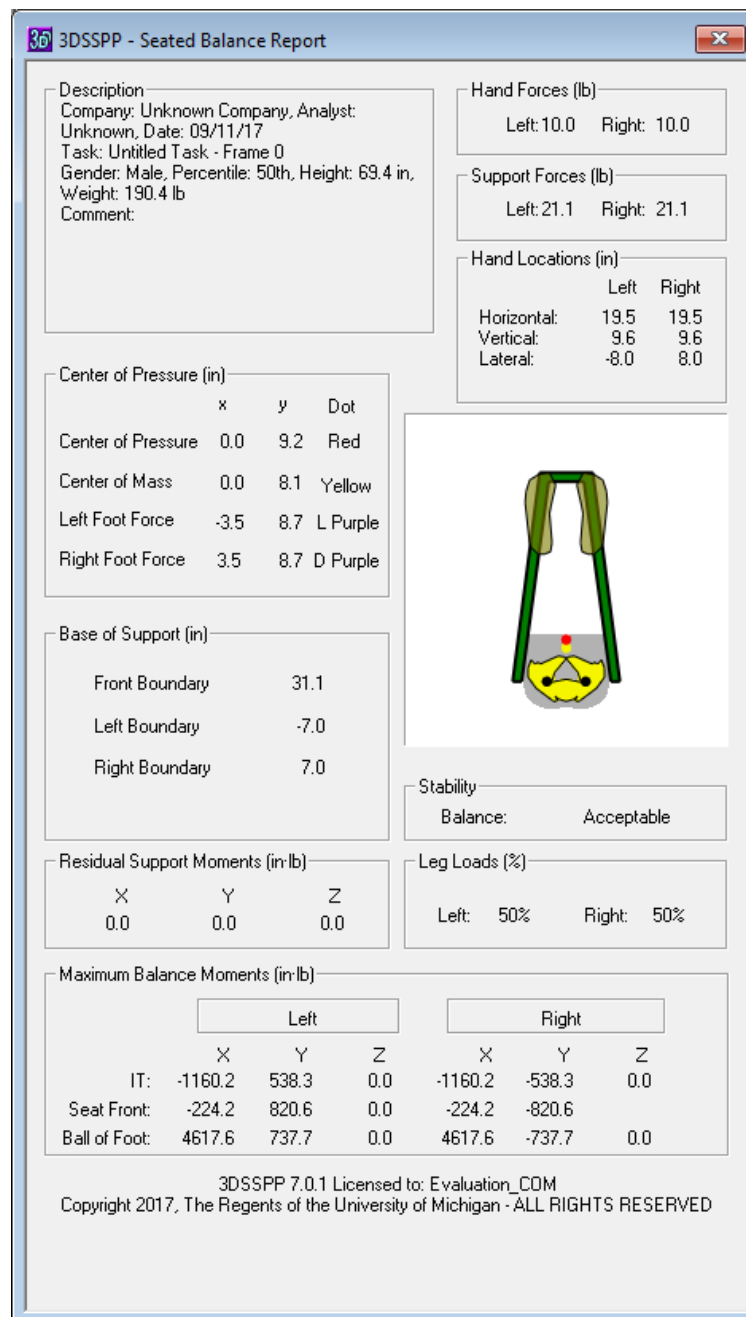 3D 3DSSPP - Seated Balance Report
Description
Company: Unknown Company, Analyst:
Unknown, Date: 09/11/17
Task: Untitled Task - Frame 0
Gender: Male, Percentile: 50th, Height: 69.4 in,
Weight: 190.4 lb
Comment:
Hand Forces (lb)
Left: 10.0 Right: 10.0
Support Forces (lb)
Left: 21.1 Right: 21.1
Hand Locations (in)
Left Right
Horizontal: 19.5 19.5
Vertical: 9.6 9.6
Lateral: -8.0 8.0
Center of Pressure (in)
x y Dot
Center of Pressure 0.0 9.2 Red
Center of Mass 0.0 8.1 Yellow
Left Foot Force -3.5 8.7 L Purple
Right Foot Force 3.5 8.7 D Purple
Base of Support (in)
Front Boundary 31.1
Left Boundary -7.0
Right Boundary 7.0
Stability
Balance: Acceptable
Residual Support Moments (in·lb)
X Y Z
0.0 0.0 0.0
Leg Loads (%)
Left: 50% Right: 50%
Maximum Balance Moments (in·lb)
Left Right
X Y Z X Y Z
IT: -1160.2 538.3 0.0 -1160.2 -538.3 0.0
Seat Front: -224.2 820.6 0.0 -224.2 -820.6
Ball of Foot: 4617.6 737.7 0.0 4617.6 -737.7 0.0
3DSSPP 7.0.1 Licensed to: Evaluation_COM
Copyright 2017, The Regents of the University of Michigan - ALL RIGHTS RESERVED